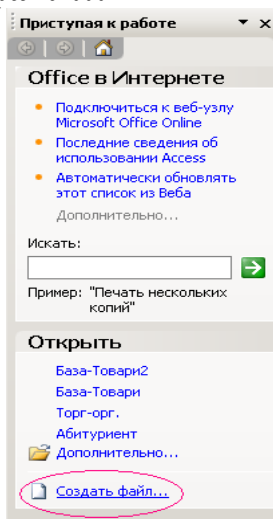 Приступая к работе
Office в Интернете
Подключиться к веб-узлу
Microsoft Office Online
Последние сведения об
использовании Access
Автоматически обновлять
этот список из Веба
Дополнительно...
Искать:
Пример: "Печать нескольких
копий"
Открыть
База-Товари2
База-Товари
Торг-орг.
Абитуриент
Дополнительно...
Создать файл...